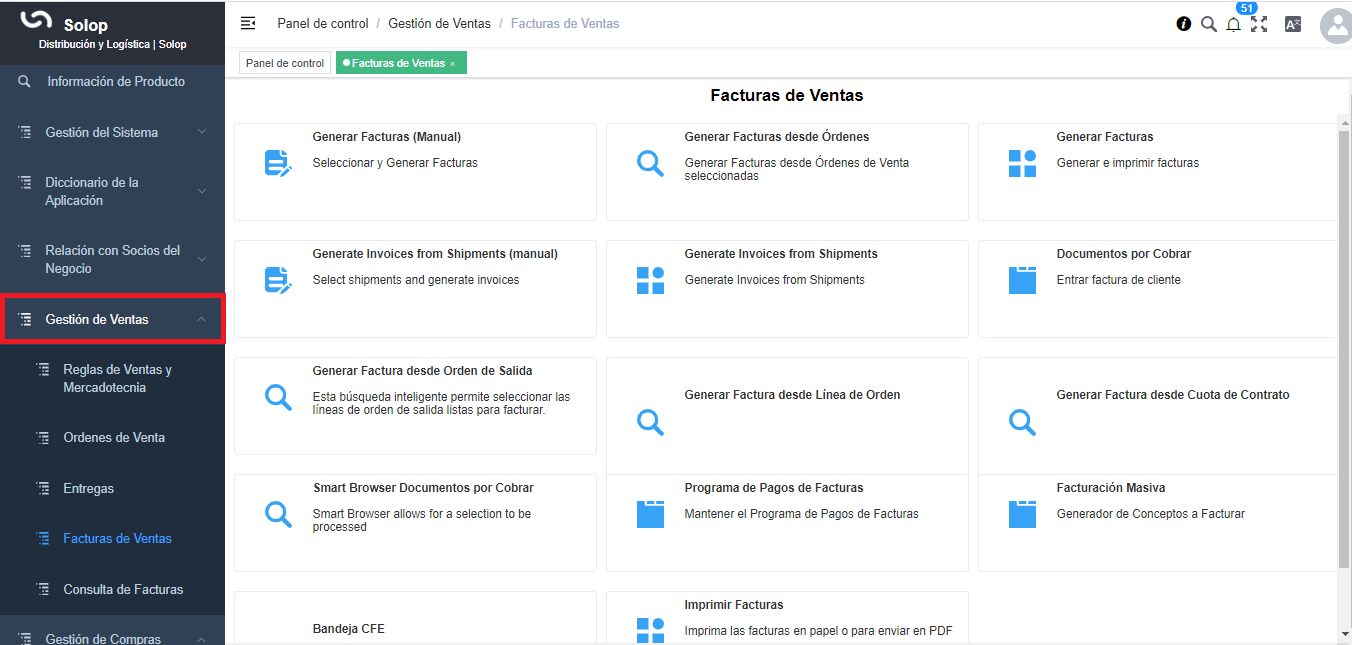 Solop
Distribución y Logística | Solop
Información de Producto
Gestión del Sistema
Diccionario de la
Aplicación
Relación con Socios del
Negocio
Gestión de Ventas
Reglas de Ventas y
Mercadotecnia
Ordenes de Venta
Entregas
Facturas de Ventas
Consulta de Facturas
Gestión de Compras
Panel de control / Gestión de Ventas / Facturas de Ventas
51
Panel de control
Facturas de Ventas ×
Facturas de Ventas
Generar Facturas (Manual)
Seleccionar y Generar Facturas
Generar Facturas desde Órdenes
Generar Facturas desde Órdenes de Venta
seleccionadas
Generar Facturas
Generar e imprimir facturas
Generate Invoices from Shipments (manual)
Select shipments and generate invoices
Generate Invoices from Shipments
Generate Invoices from Shipments
Documentos por Cobrar
Entrar factura de cliente
Generar Factura desde Orden de Salida
Esta búsqueda inteligente permite seleccionar las
líneas de orden de salida listas para facturar.
Generar Factura desde Línea de Orden
Generar Factura desde Cuota de Contrato
Smart Browser Documentos por Cobrar
Smart Browser allows for a selection to be
processed
Programa de Pagos de Facturas
Mantener el Programa de Pagos de Facturas
Facturación Masiva
Generador de Conceptos a Facturar
Bandeja CFE
Imprimir Facturas
Imprima las facturas en papel o para enviar en PDF